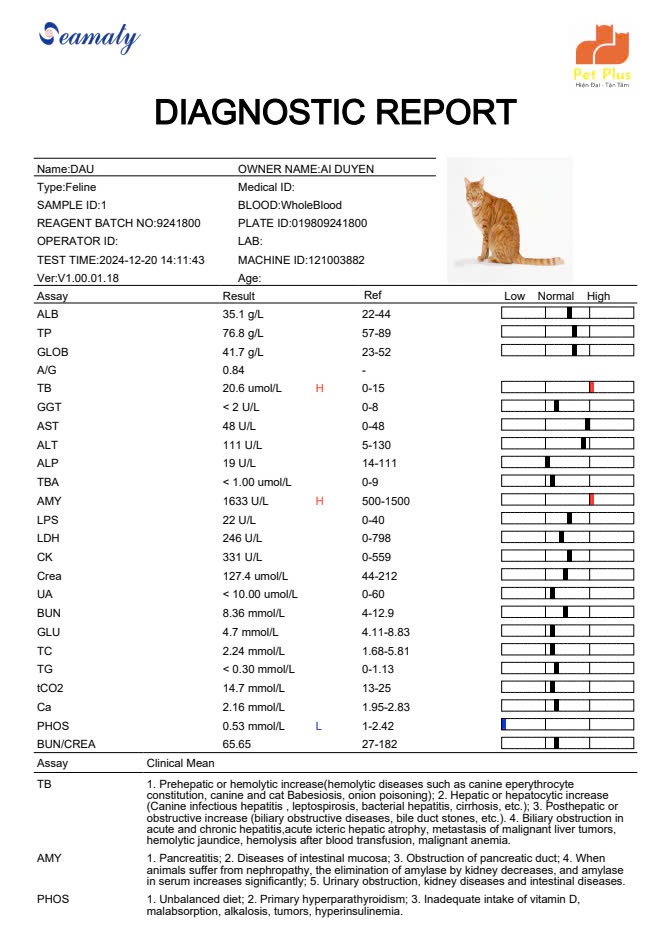 Seamaty
Pet Plus
Hiện Đại - Tận Tâm
DIAGNOSTIC REPORT
Name:DAU OWNER NAME:AI DUYEN
Type:Feline Medical ID:
SAMPLE ID:1 BLOOD:WholeBlood
REAGENT BATCH NO:9241800 PLATE ID:019809241800
OPERATOR ID: LAB:
TEST TIME:2024-12-20 14:11:43 MACHINE ID:121003882
Ver:V1.00.01.18 Age:
Assay Result Ref Low Normal High
ALB 35.1 g/L 22-44
TP 76.8 g/L 57-89
GLOB 41.7 g/L 23-52
A/G 0.84 -
TB 20.6 umol/L H 0-15
GGT < 2 U/L 0-8
AST 48 U/L 0-48
ALT 111 U/L 5-130
ALP 19 U/L 14-111
TBA < 1.00 umol/L 0-9
AMY 1633 U/L H 500-1500
LPS 22 U/L 0-40
LDH 246 U/L 0-798
CK 331 U/L 0-559
Crea 127.4 umol/L 44-212
UA < 10.00 umol/L 0-60
BUN 8.36 mmol/L 4-12.9
GLU 4.7 mmol/L 4.11-8.83
TC 2.24 mmol/L 1.68-5.81
TG < 0.30 mmol/L 0-1.13
tCO2 14.7 mmol/L 13-25
Ca 2.16 mmol/L 1.95-2.83
PHOS 0.53 mmol/L L 1-2.42
BUN/CREA 65.65 27-182
Assay Clinical Mean
TB 1. Prehepatic or hemolytic increase(hemolytic diseases such as canine eperythrocyte
constitution, canine and cat Babesiosis, onion poisoning); 2. Hepatic or hepatocytic increase
(Canine infectious hepatitis , leptospirosis, bacterial hepatitis, cirrhosis, etc.); 3. Posthepatic or
obstructive increase (biliary obstructive diseases, bile duct stones, etc.). 4. Biliary obstruction in
acute and chronic hepatitis,acute icteric hepatic atrophy, metastasis of malignant liver tumors,
hemolytic jaundice, hemolysis after blood transfusion, malignant anemia.
AMY 1. Pancreatitis; 2. Diseases of intestinal mucosa; 3. Obstruction of pancreatic duct; 4. When
animals suffer from nephropathy, the elimination of amylase by kidney decreases, and amylase
in serum increases significantly; 5. Urinary obstruction, kidney diseases and intestinal diseases.
PHOS 1. Unbalanced diet; 2. Primary hyperparathyroidism; 3. Inadequate intake of vitamin D,
malabsorption, alkalosis, tumors, hyperinsulinemia.